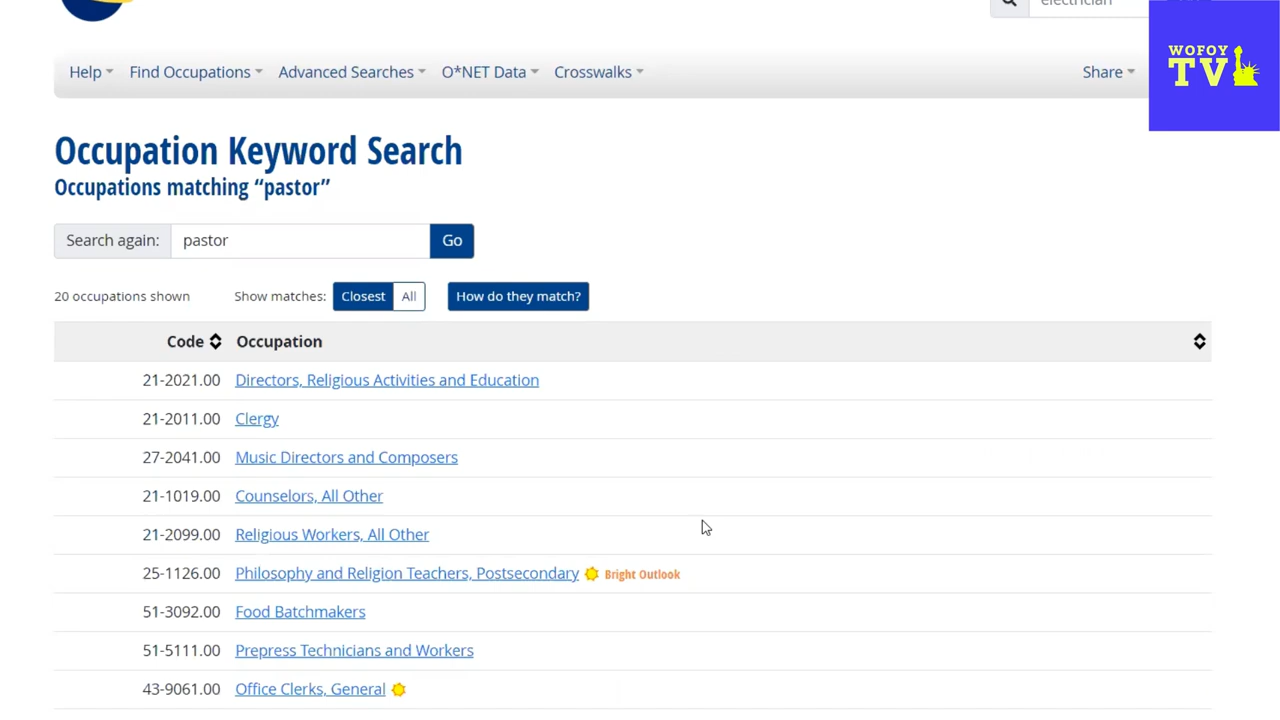 electrician
WOFOY
TV
Help Find Occupations Advanced Searches O*NET Data Crosswalks Share
Occupation Keyword Search
Occupations matching “pastor”
Search again: pastor Go
20 occupations shown Show matches: Closest All How do they match?
Code Occupation
21-2021.00 Directors, Religious Activities and Education
21-2011.00 Clergy
27-2041.00 Music Directors and Composers
21-1019.00 Counselors, All Other
21-2099.00 Religious Workers, All Other
25-1126.00 Philosophy and Religion Teachers, Postsecondary Bright Outlook
51-3092.00 Food Batchmakers
51-5111.00 Prepress Technicians and Workers
43-9061.00 Office Clerks, General